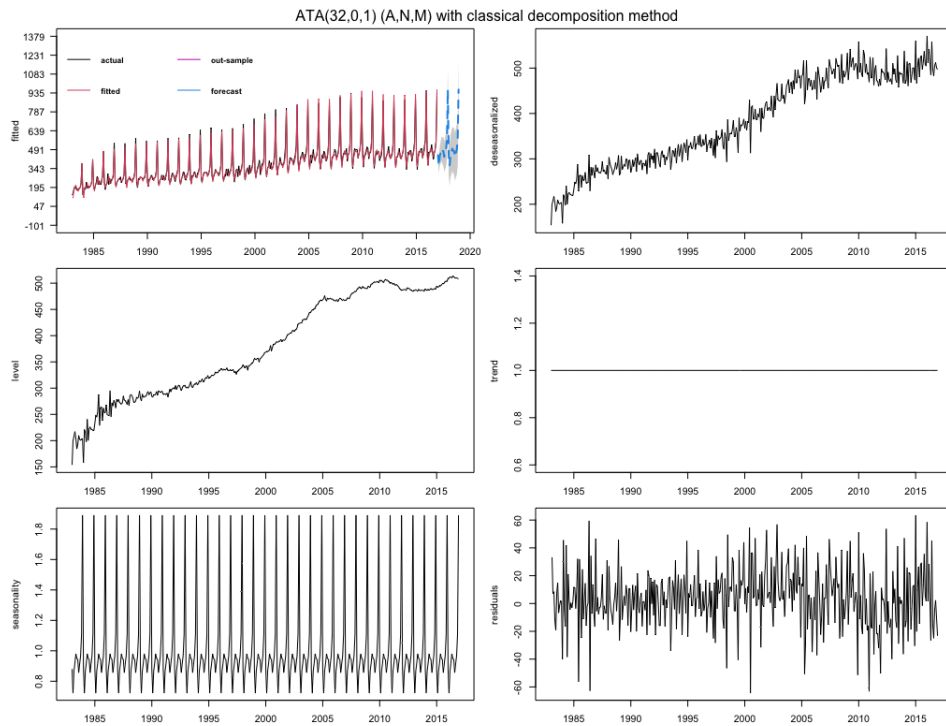 ATA(32,0,1) (A,N,M) with classical decomposition method
fitted
1379
1231
1083
935
787
639
491
343
195
47
-101
actual
out-sample
fitted
forecast
1985 1990 1995 2000 2005 2010 2015 2020
deseasonalized
500
400
300
200
1985 1990 1995 2000 2005 2010 2015
level
500
450
400
350
300
250
200
150
1985 1990 1995 2000 2005 2010 2015
trend
1.4
1.2
1.0
0.8
0.6
1985 1990 1995 2000 2005 2010 2015
seasonality
1.8
1.6
1.4
1.2
1.0
0.8
1985 1990 1995 2000 2005 2010 2015
residuals
60
40
20
0
-20
-60
1985 1990 1995 2000 2005 2010 2015